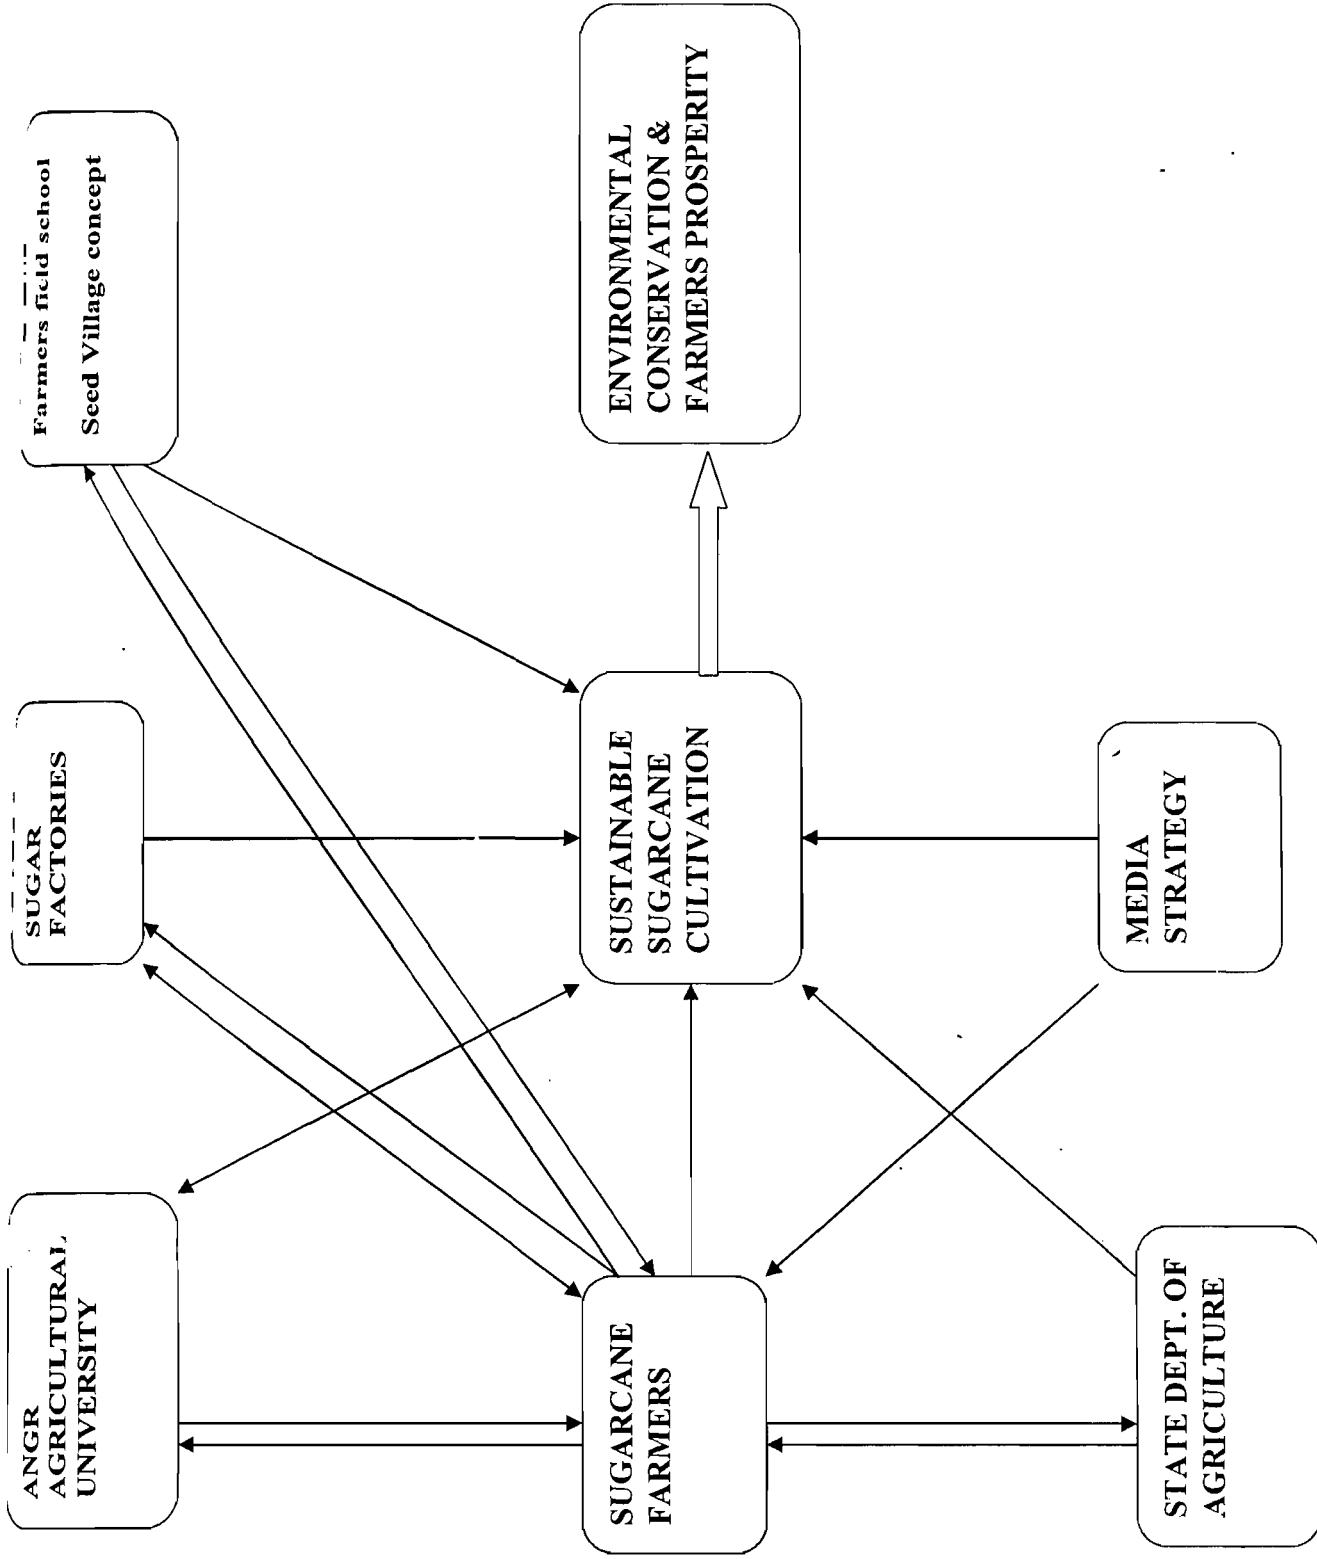 ANGR
AGRICULTURAL
UNIVERSITY
SUGAR
FACTORIES
Farmers field school
Seed Village concept
SUGARCANE
FARMERS
SUSTAINABLE
SUGARCANE
CULTIVATION
ENVIRONMENTAL
CONSERVATION &
FARMERS PROSPERITY
STATE DEPT. OF
AGRICULTURE
MEDIA
STRATEGY